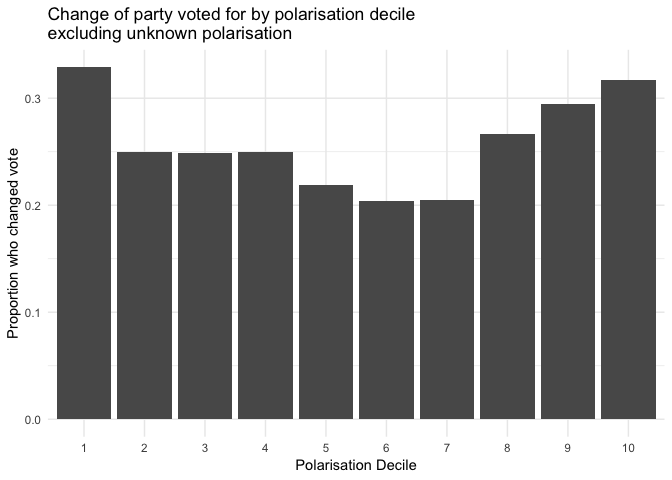 Change of party voted for by polarisation decile
excluding unknown polarisation
Proportion who changed vote
0.3
0.2
0.1
0.0
1 2 3 4 5 6 7 8 9 10
Polarisation Decile